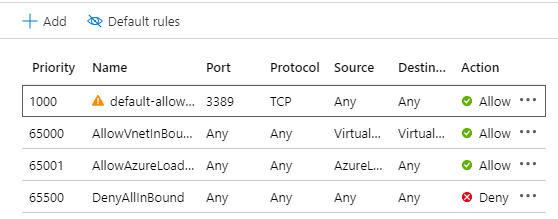 Add Default rules
Priority Name Port Protocol Source Destin... Action
1000 default-allow... 3389 TCP Any Any Allow
65000 AllowVnetInBou... Any Any Virtual... Virtual... Allow
65001 AllowAzureLoad... Any Any AzureL... Any Allow
65500 DenyAllInBound Any Any Any Any Deny